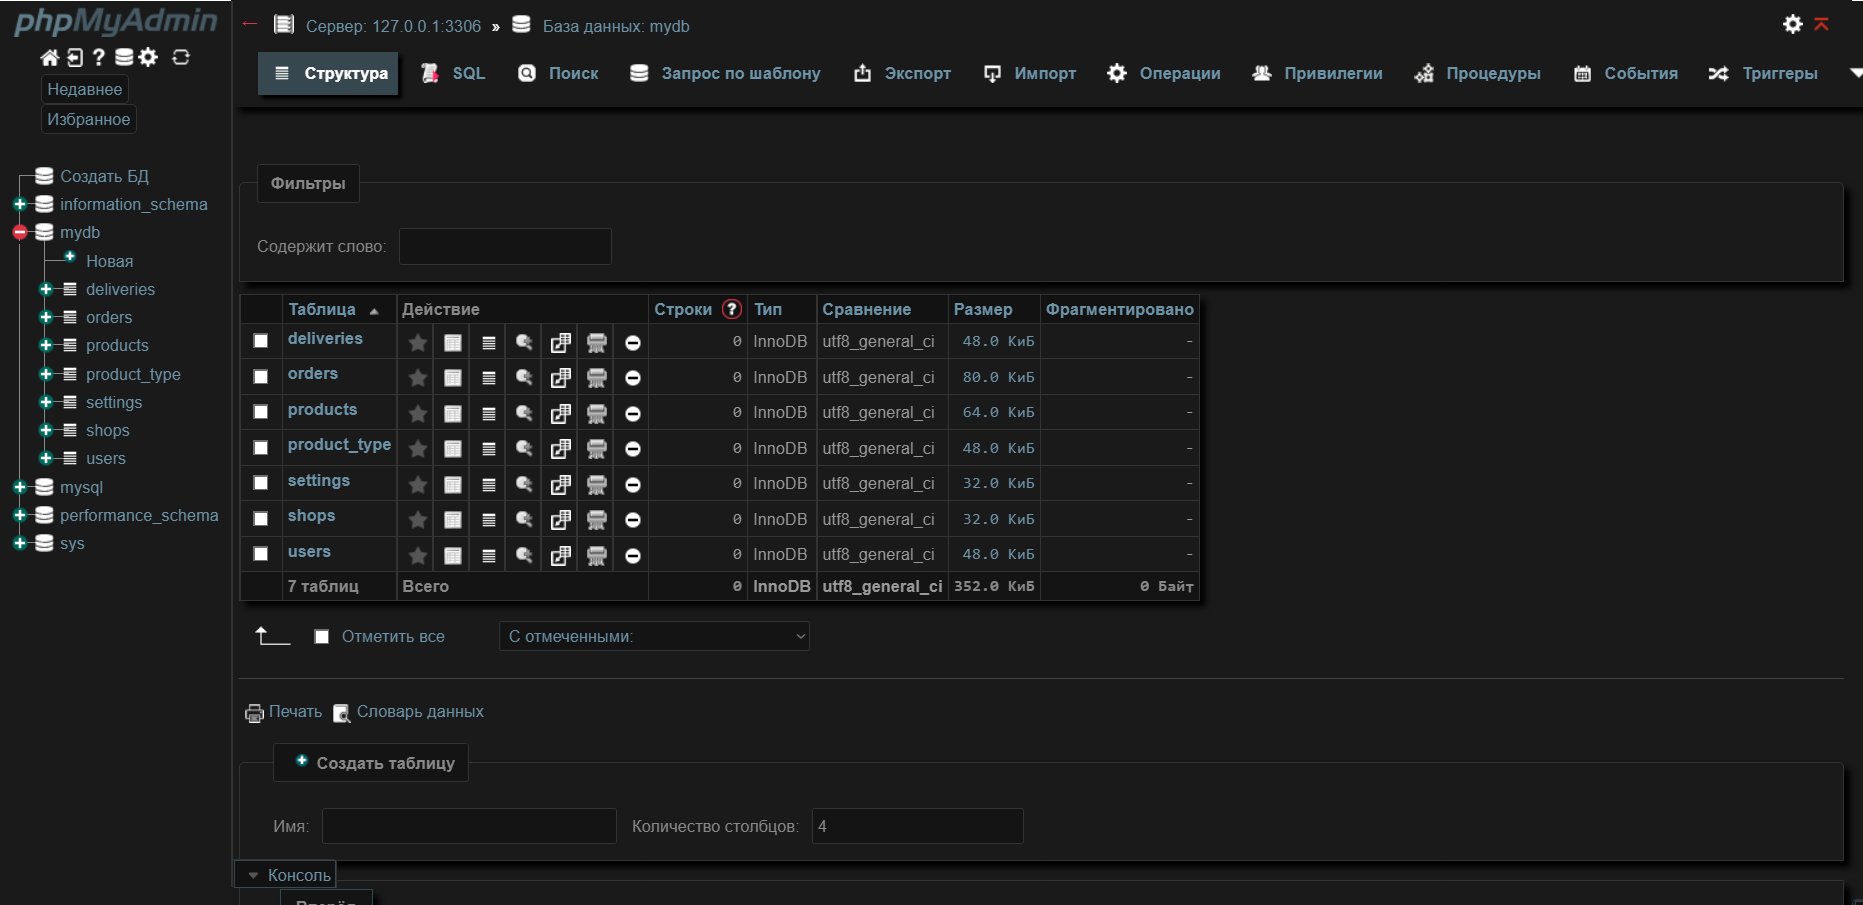 phpMyAdmin
Недавнее
Избранное
Создать БД
information_schema
mydb
Новая
deliveries
orders
products
product_type
settings
shops
users
mysql
performance_schema
sys
Сервер: 127.0.0.1:3306 » База данных: mydb
Структура SQL Поиск Запрос по шаблону Экспорт Импорт Операции Привилегии Процедуры События Триггеры
Фильтры
Содержит слово:
Таблица Действие Строки ? Тип Сравнение Размер Фрагментировано
deliveries 0 InnoDB utf8_general_ci 48.0 КиБ -
orders 0 InnoDB utf8_general_ci 80.0 КиБ -
products 0 InnoDB utf8_general_ci 64.0 КиБ -
product_type 0 InnoDB utf8_general_ci 48.0 КиБ -
settings 0 InnoDB utf8_general_ci 32.0 КиБ -
shops 0 InnoDB utf8_general_ci 32.0 КиБ -
users 0 InnoDB utf8_general_ci 48.0 КиБ -
7 таблиц Всего 0 InnoDB utf8_general_ci 352.0 КиБ 0 Байт
Отметить все С отмеченными:
Печать Словарь данных
Создать таблицу
Имя: Количество столбцов: 4
Консоль